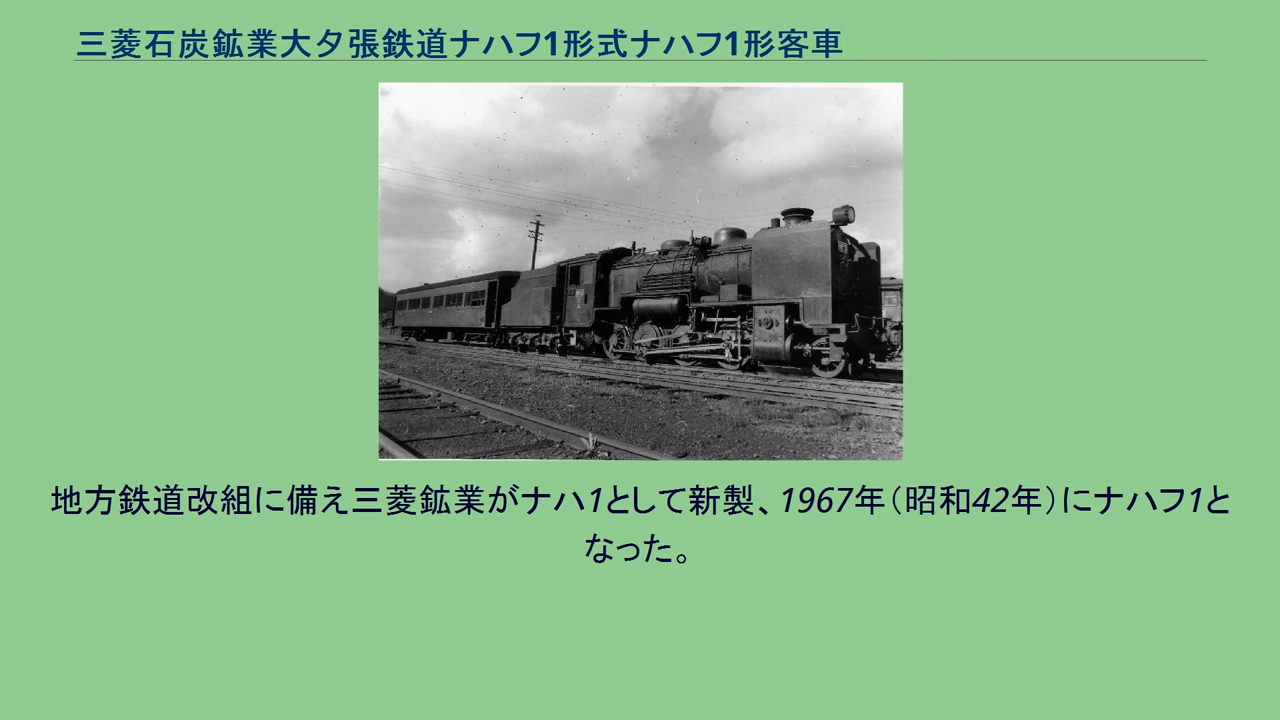 三菱石炭鉱業大夕張鉄道ナハフ1形式ナハフ1形客車
地方鉄道改組に備え三菱鉱業がナハ1として新製、1967年（昭和42年）にナハフ1と
なった。